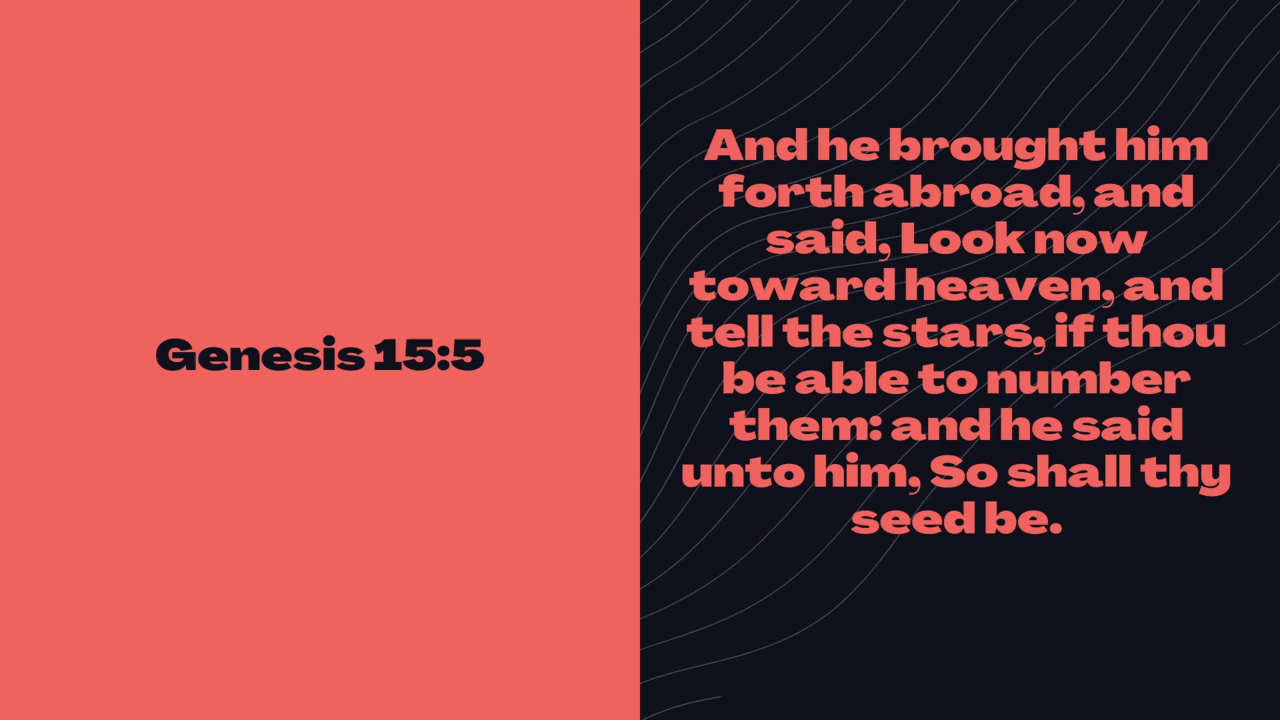 Genesis 15:5
And he brought him
forth abroad, and
said, Look now
toward heaven, and
tell the stars, if thou
be able to number
them: and he said
unto him, So shall thy
seed be.